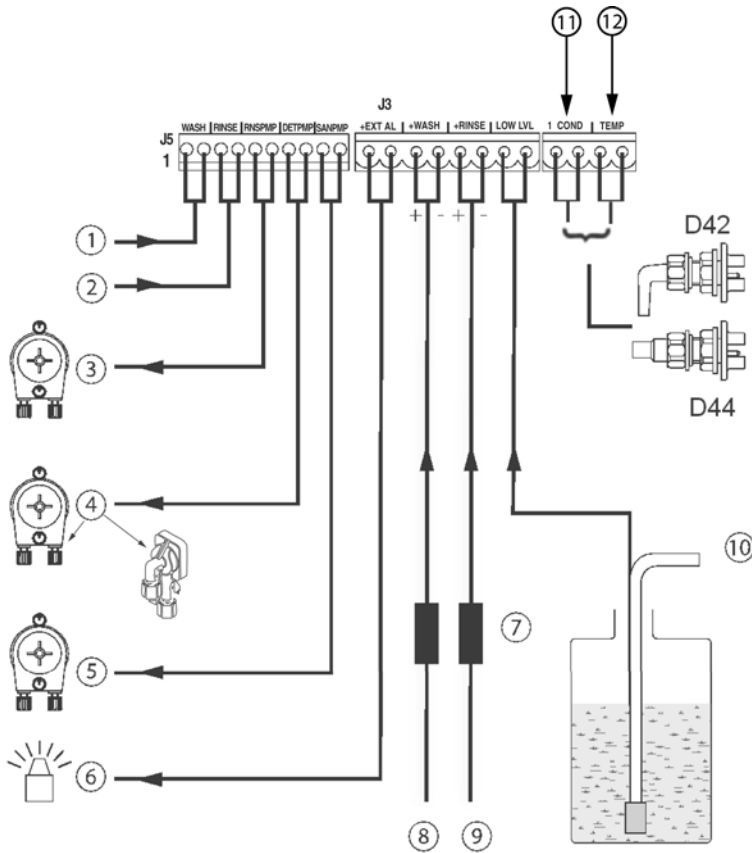 11 12
J3
WASH | RINSE | RNSPMP | DETPMP | SANPMP
+EXT AL | +WASH | +RINSE | LOW LVL
1 COND | TEMP
J5
1
+ - + -
1
2
D42
3
D44
4
10
7
5
6
8 9